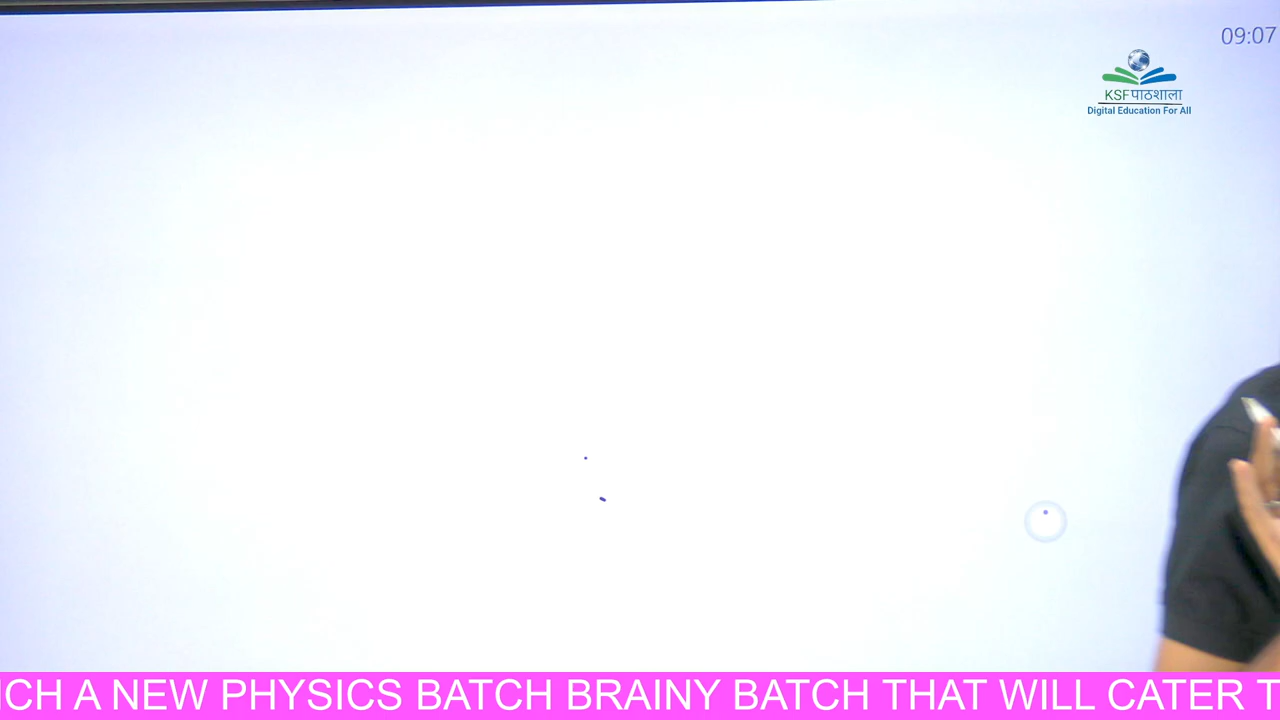 09:07
KSFपाठशाला
Digital Education For All
ICH A NEW PHYSICS BATCH BRAINY BATCH THAT WILL CATER T